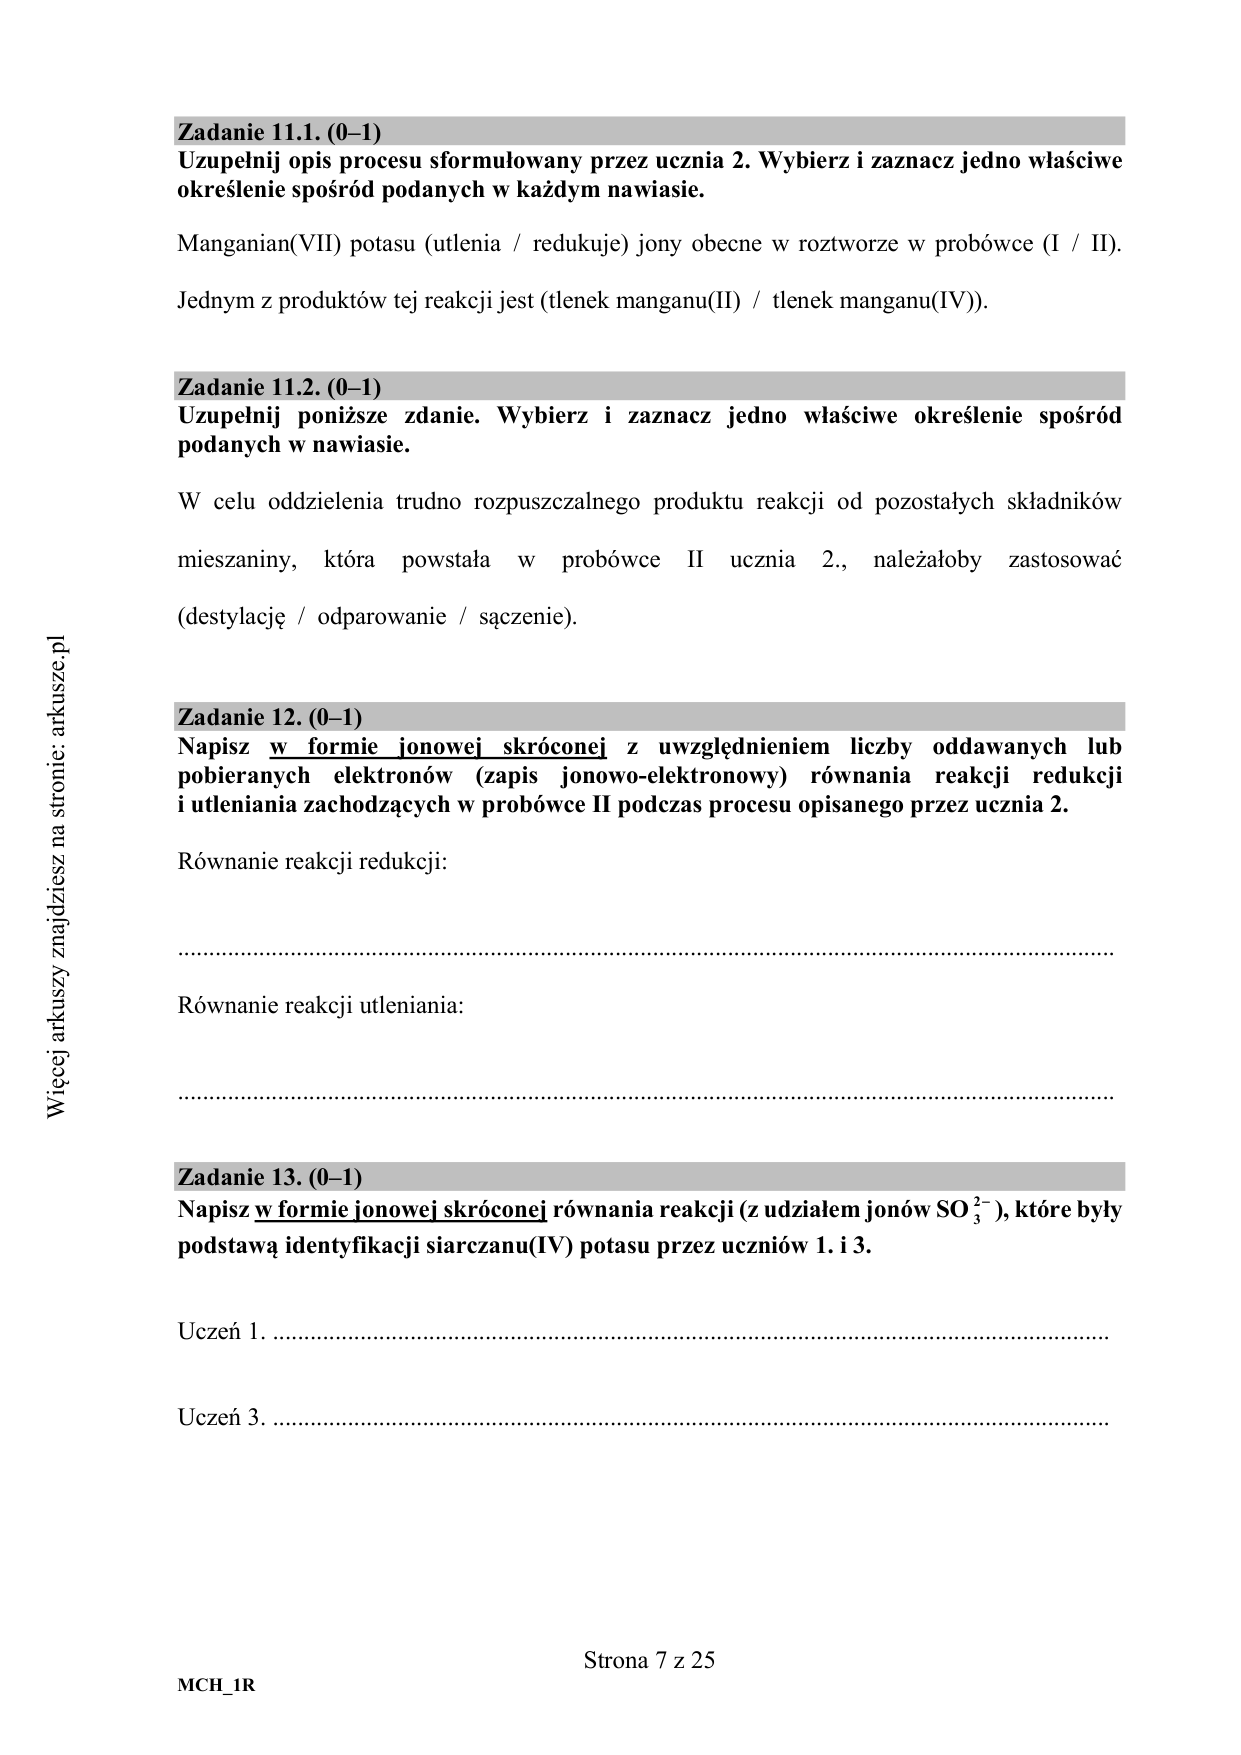 Zadanie 11.1. (0–1)
Uzupełnij opis procesu sformułowany przez ucznia 2. Wybierz i zaznacz jedno właściwe
określenie spośród podanych w każdym nawiasie.
Manganian(VII) potasu (utlenia / redukuje) jony obecne w roztworze w probówce (I / II).
Jednym z produktów tej reakcji jest (tlenek manganu(II) / tlenek manganu(IV)).
Zadanie 11.2. (0–1)
Uzupełnij poniższe zdanie. Wybierz i zaznacz jedno właściwe określenie spośród
podanych w nawiasie.
W celu oddzielenia trudno rozpuszczalnego produktu reakcji od pozostałych składników
mieszaniny, która powstała w probówce II ucznia 2., należałoby zastosować
(destylację / odparowanie / sączenie).
Zadanie 12. (0–1)
Napisz w formie jonowej skróconej z uwzględnieniem liczby oddawanych lub
pobieranych elektronów (zapis jonowo-elektronowy) równania reakcji redukcji
i utleniania zachodzących w probówce II podczas procesu opisanego przez ucznia 2.
Równanie reakcji redukcji:
Równanie reakcji utleniania:
Zadanie 13. (0–1)
Napisz w formie jonowej skróconej równania reakcji (z udziałem jonów SO₃²⁻), które były
podstawą identyfikacji siarczanu(IV) potasu przez uczniów 1. i 3.
Uczeń 1. ........................................................................
Uczeń 3. ........................................................................
Strona 7 z 25
MCH_1R
Więcej arkuszy znajdziesz na stronie: arkusze.pl